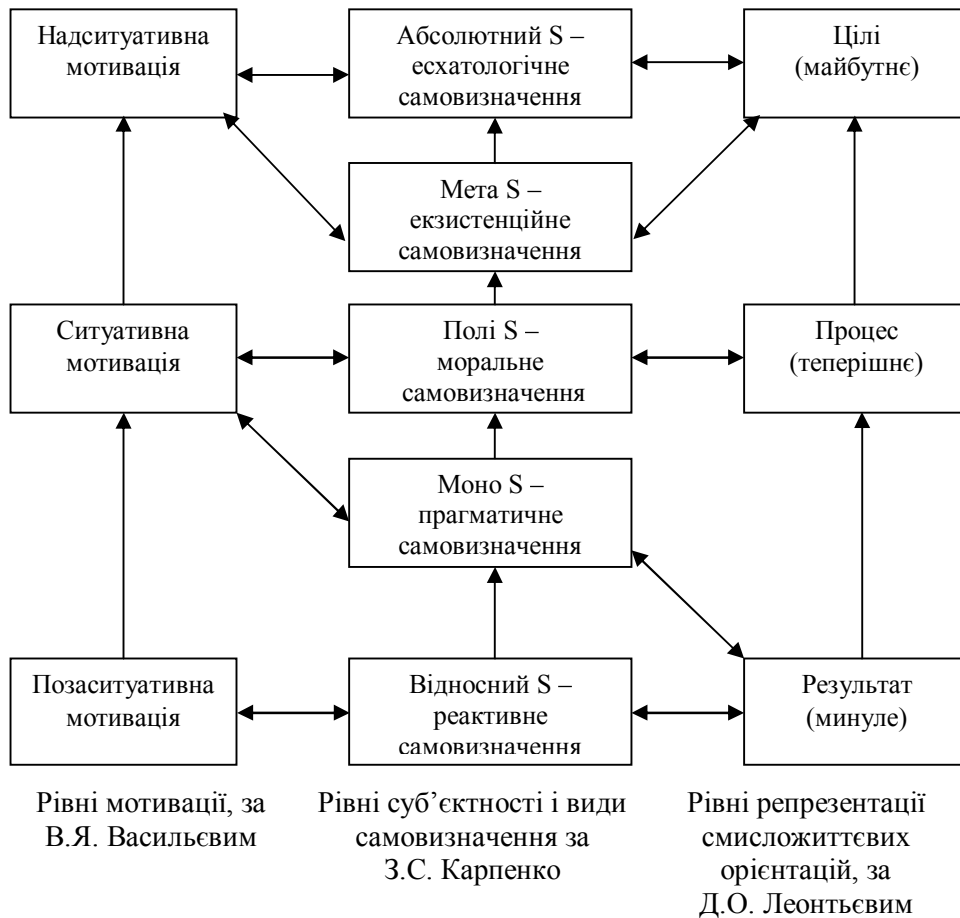 Надситуативна
мотивація
Абсолютний S –
есхатологічне
самовизначення
Цілі
(майбутнє)
Мета S –
екзистенційне
самовизначення
Ситуативна
мотивація
Полі S –
моральне
самовизначення
Процес
(теперішнє)
Моно S –
прагматичне
самовизначення
Позаситуативна
мотивація
Відносний S –
реактивне
самовизначення
Результат
(минуле)
Рівні мотивації, за
В.Я. Васильєвим
Рівні суб’єктності і види
самовизначення за
З.С. Карпенко
Рівні репрезентації
смисложиттєвих
орієнтацій, за
Д.О. Леонтьєвим